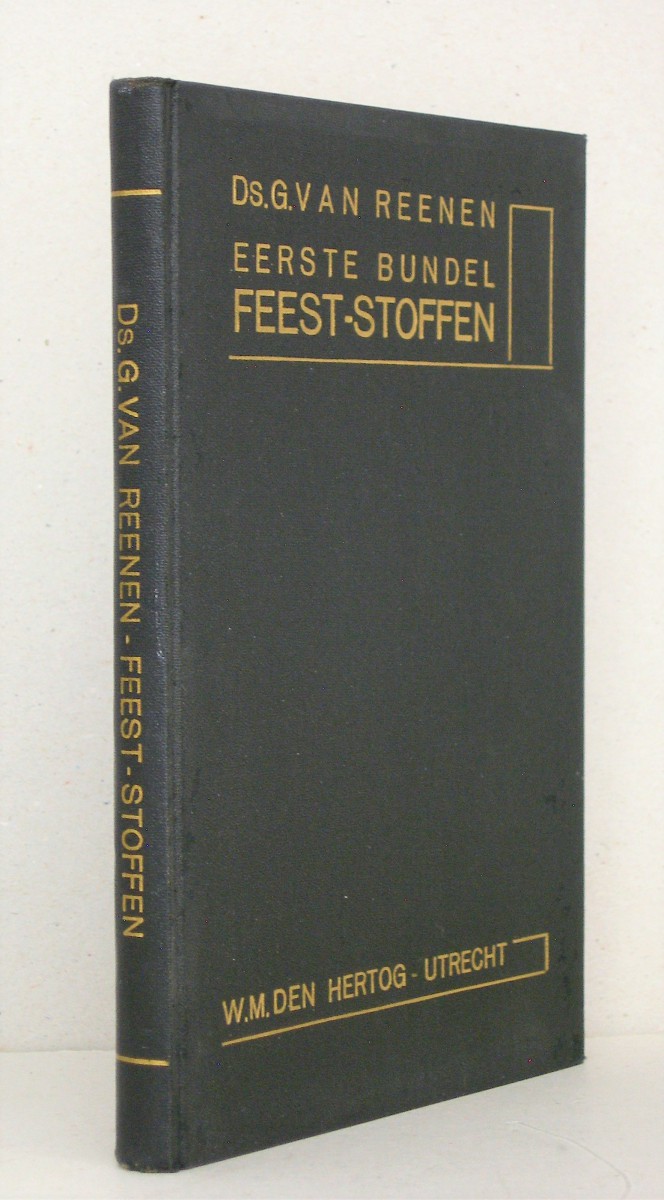 Ds. G. VAN REENEN
EERSTE BUNDEL
FEEST-STOFFEN
W.M. DEN HERTOG - UTRECHT
Ds. G. VAN REENEN - FEEST-STOFFEN